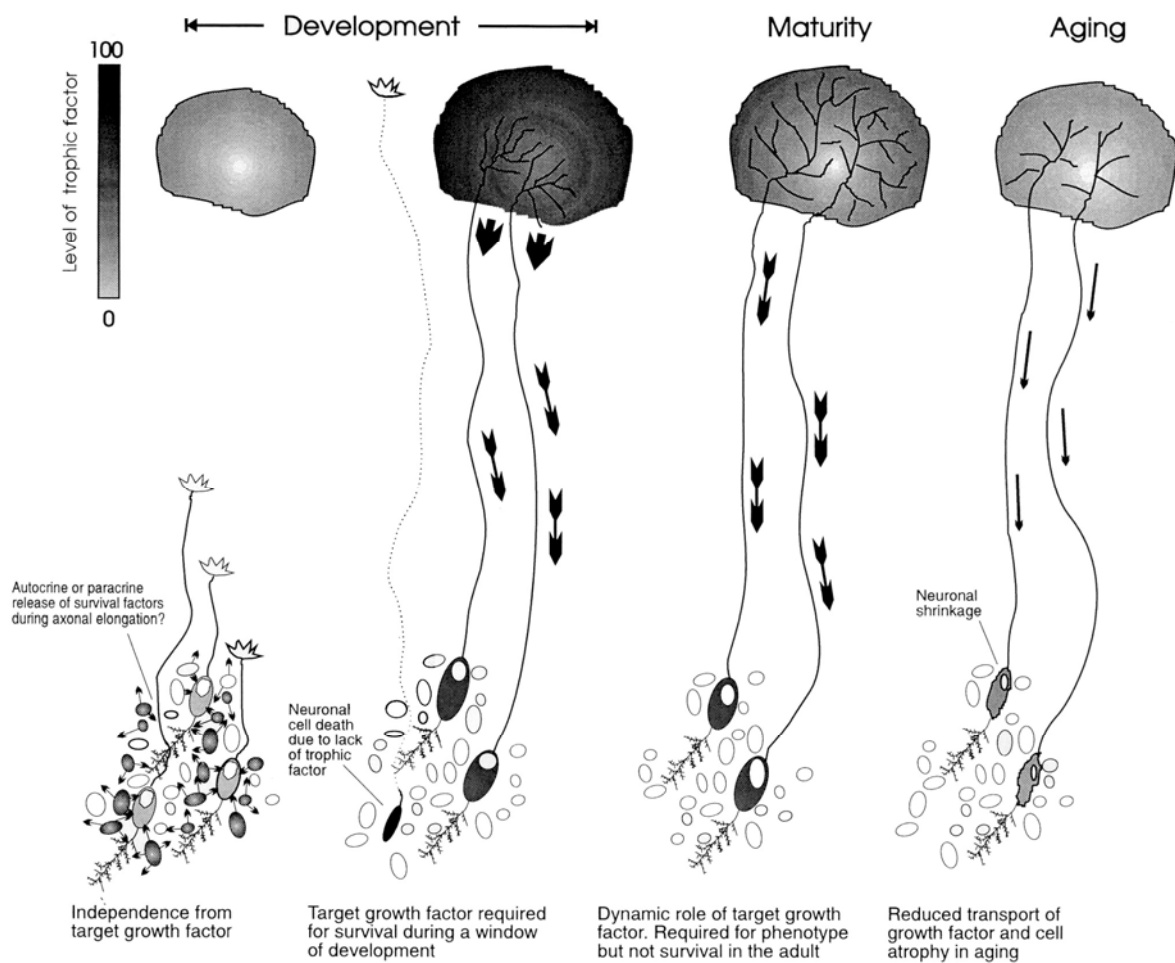 Development
Maturity
Aging
100
Level of trophic factor
0
Autocrine or paracrine
release of survival factors
during axonal elongation?
Neuronal
cell death
due to lack
of trophic
factor
Neuronal
shrinkage
Independence from
target growth factor
Target growth factor required
for survival during a window
of development
Dynamic role of target growth
factor. Required for phenotype
but not survival in the adult
Reduced transport of
growth factor and cell
atrophy in aging